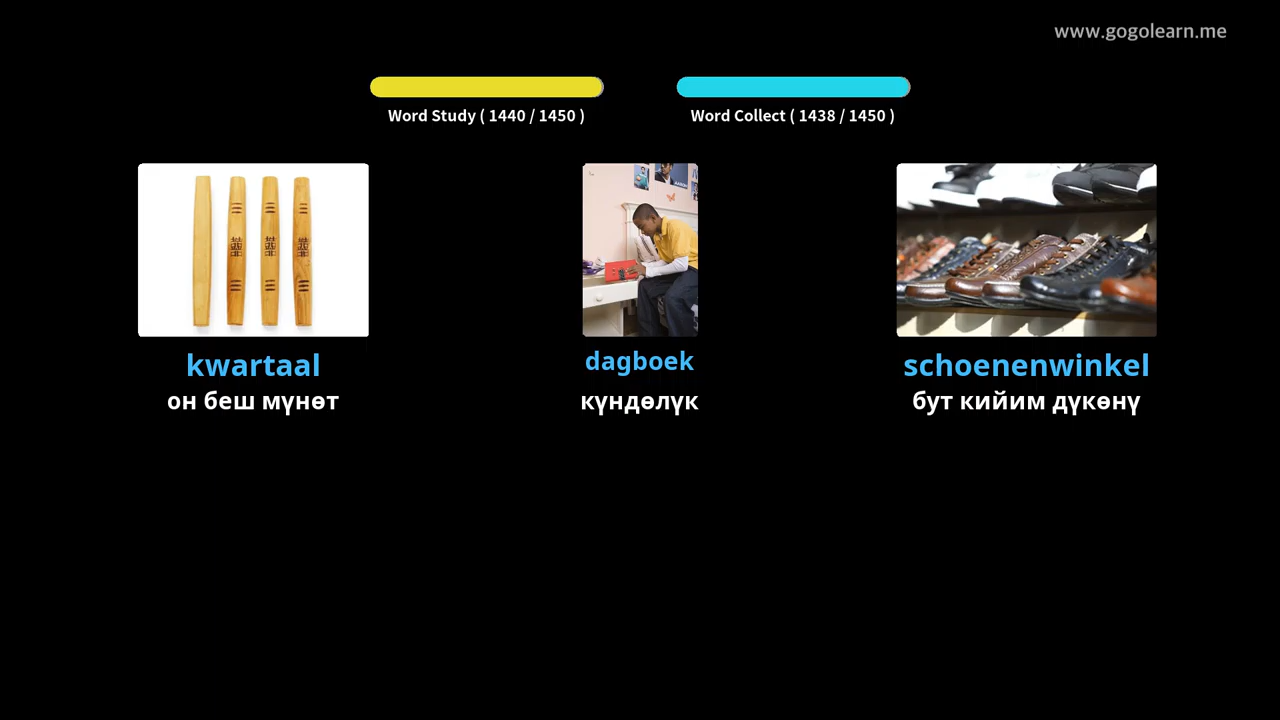 www.gogolearn.me
Word Study ( 1440 / 1450 )
Word Collect ( 1438 / 1450 )
kwartaal
он беш мүнөт
dagboek
күндөлүк
schoenenwinkel
бут кийим дүкөнү